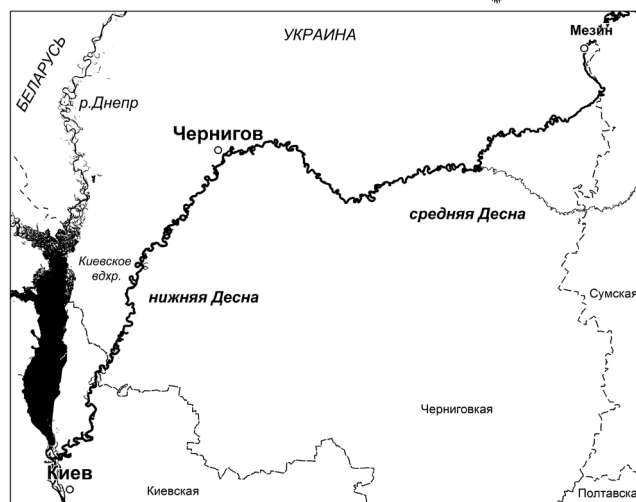 Мезин
УКРАИНА
БЕЛАРУСЬ
р.Днепр
Чернигов
средняя Десна
Киевское
вдхр.
нижняя Десна
Сумская
Черниговкая
Киев
Киевская
Полтавска